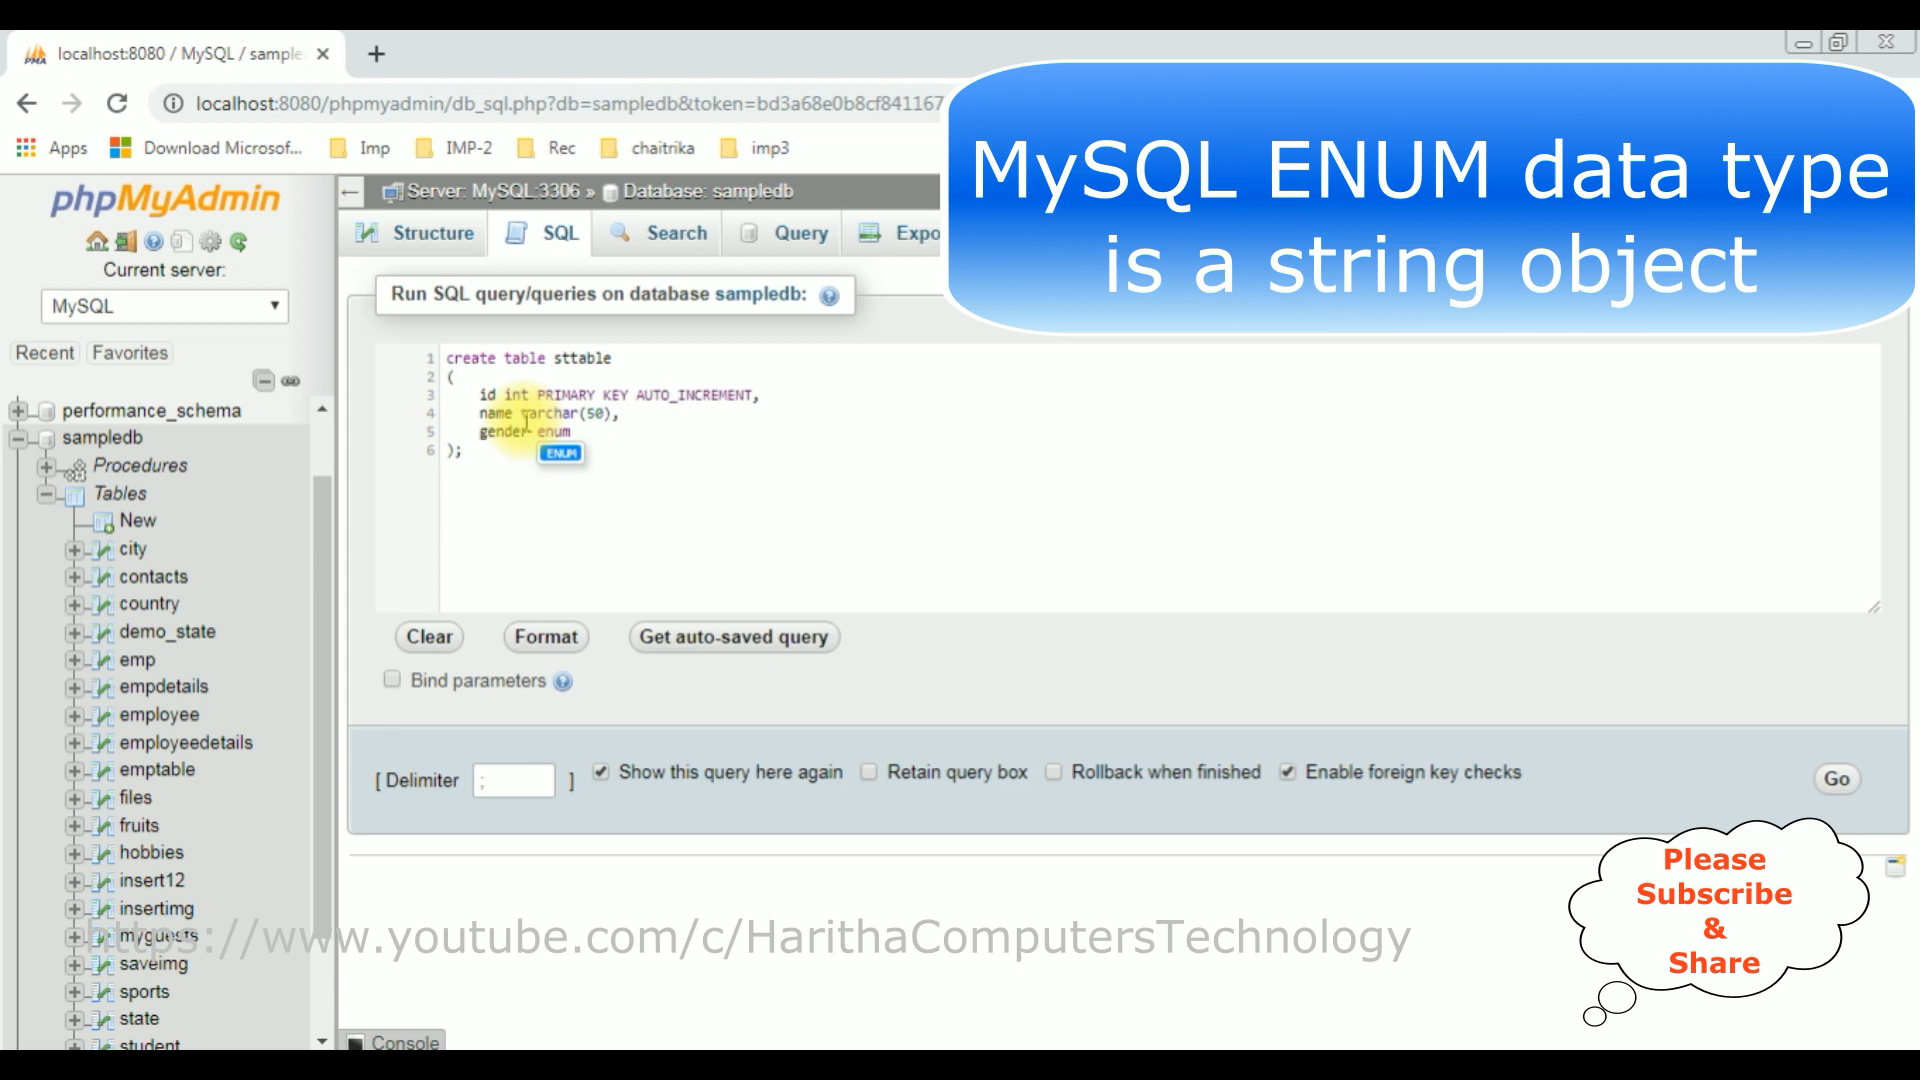 localhost:8080 / MySQL / sample
localhost:8080/phpmyadmin/db_sql.php?db=sampledb&token=bd3a68e0b8cf841167
Apps
Download Microsof...
Imp
IMP-2
Rec
chaitrika
imp3
MySQL ENUM data type
is a string object
phpMyAdmin
Current server:
MySQL
Recent
Favorites
performance_schema
sampledb
Procedures
Tables
New
city
contacts
country
demo_state
emp
empdetails
employee
employeedetails
emptable
files
fruits
hobbies
insert12
insertimg
myguests
saveimg
sports
state
student
Server: MySQL:3306 » Database: sampledb
Structure
SQL
Search
Query
Expo
Run SQL query/queries on database sampledb:
1 create table sttable
2 (
3 id int PRIMARY KEY AUTO_INCREMENT,
4 name varchar(50),
5 gender enum
6 );
ENUM
Clear
Format
Get auto-saved query
Bind parameters
[ Delimiter ; ]
Show this query here again
Retain query box
Rollback when finished
Enable foreign key checks
Go
Please
Subscribe
&
Share
https://www.youtube.com/c/HarithaComputersTechnology
Console